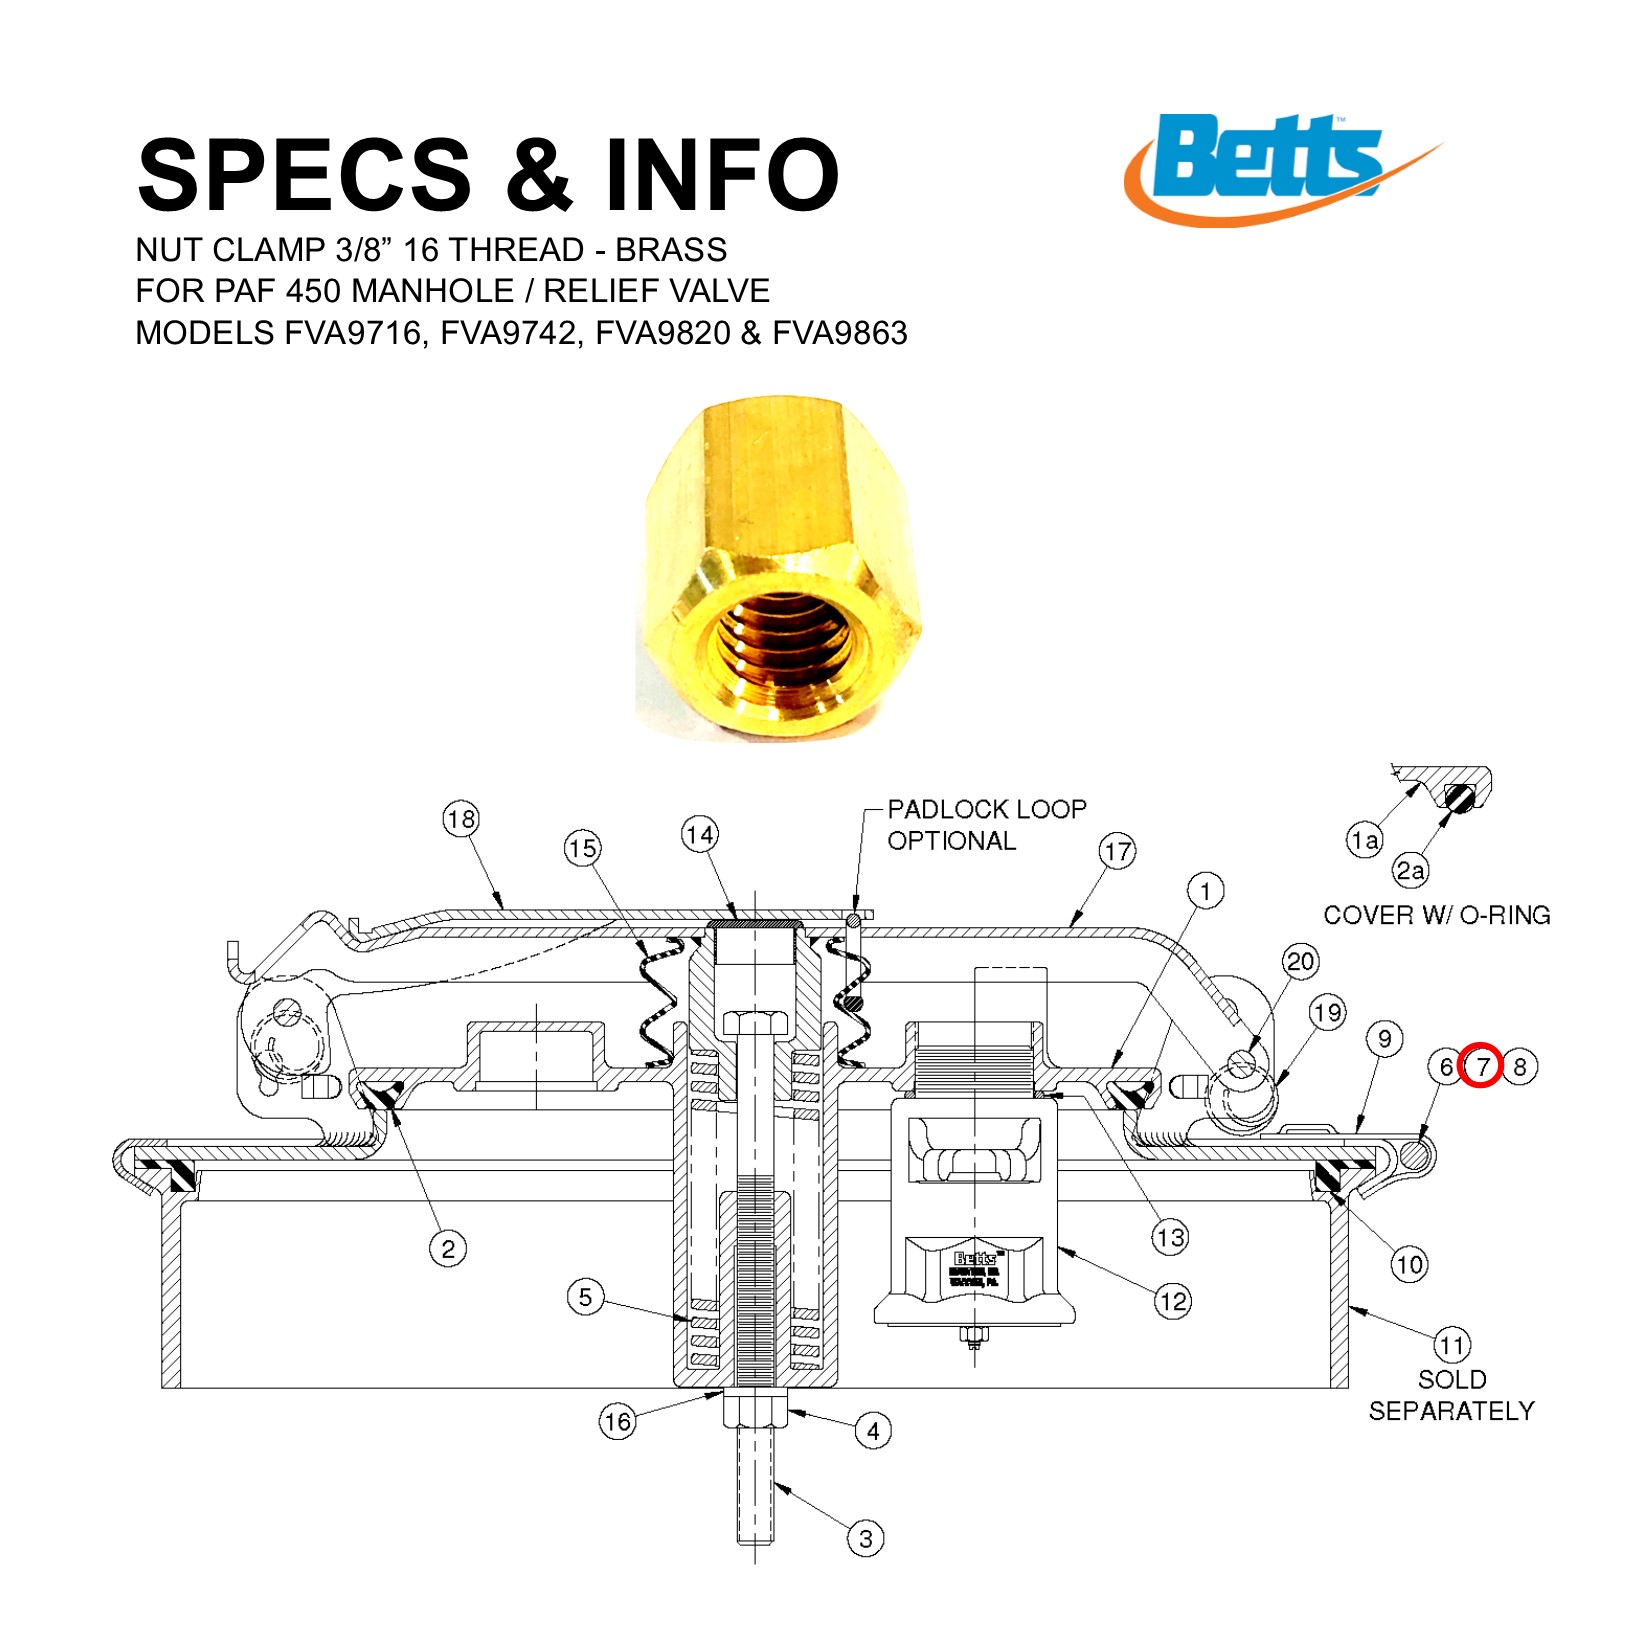 Betts™
SPECS & INFO
NUT CLAMP 3/8” 16 THREAD - BRASS
FOR PAF 450 MANHOLE / RELIEF VALVE
MODELS FVA9716, FVA9742, FVA9820 & FVA9863
PADLOCK LOOP
OPTIONAL
18
14
15
17
1
1a
2a
COVER W/ O-RING
20
19
9
6 7 8
2
13
10
12
5
11
SOLD
SEPARATELY
16
4
3
Betts